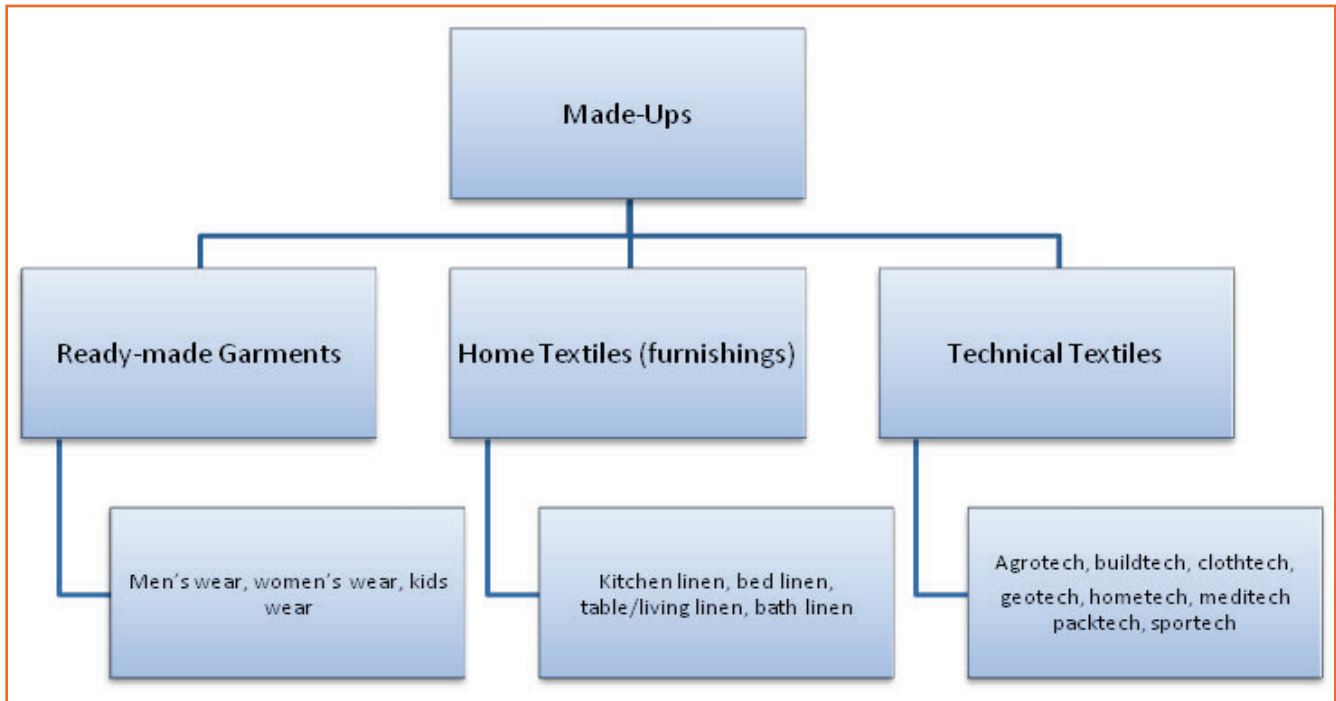 Made-Ups
Ready-made Garments
Home Textiles (furnishings)
Technical Textiles
Men's wear, women's wear, kids
wear
Kitchen linen, bed linen,
table/living linen, bath linen
Agrotech, buildtech, clothtech,
geotech, hometech, meditech
packtech, sportech